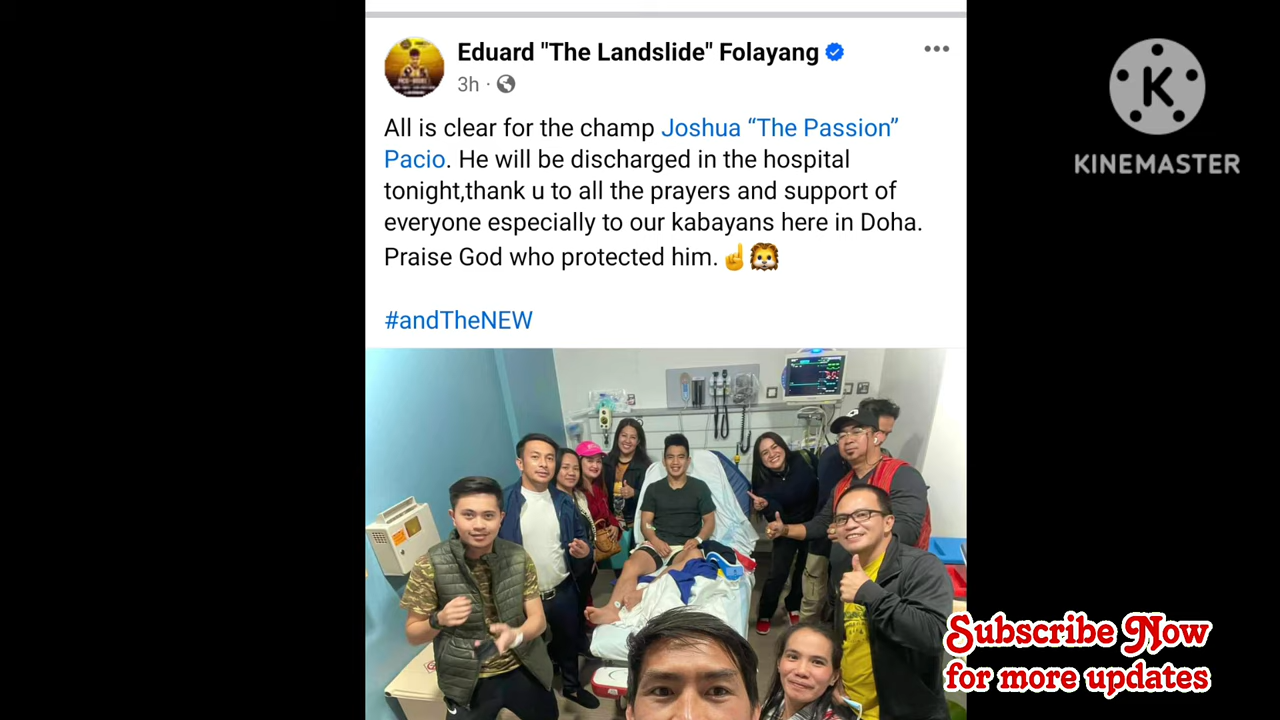 Eduard "The Landslide" Folayang
3h ·
All is clear for the champ Joshua “The Passion”
Pacio. He will be discharged in the hospital
tonight,thank u to all the prayers and support of
everyone especially to our kabayans here in Doha.
Praise God who protected him.☝🦁
#andTheNEW
K
KINEMASTER
Subscribe Now
for more updates